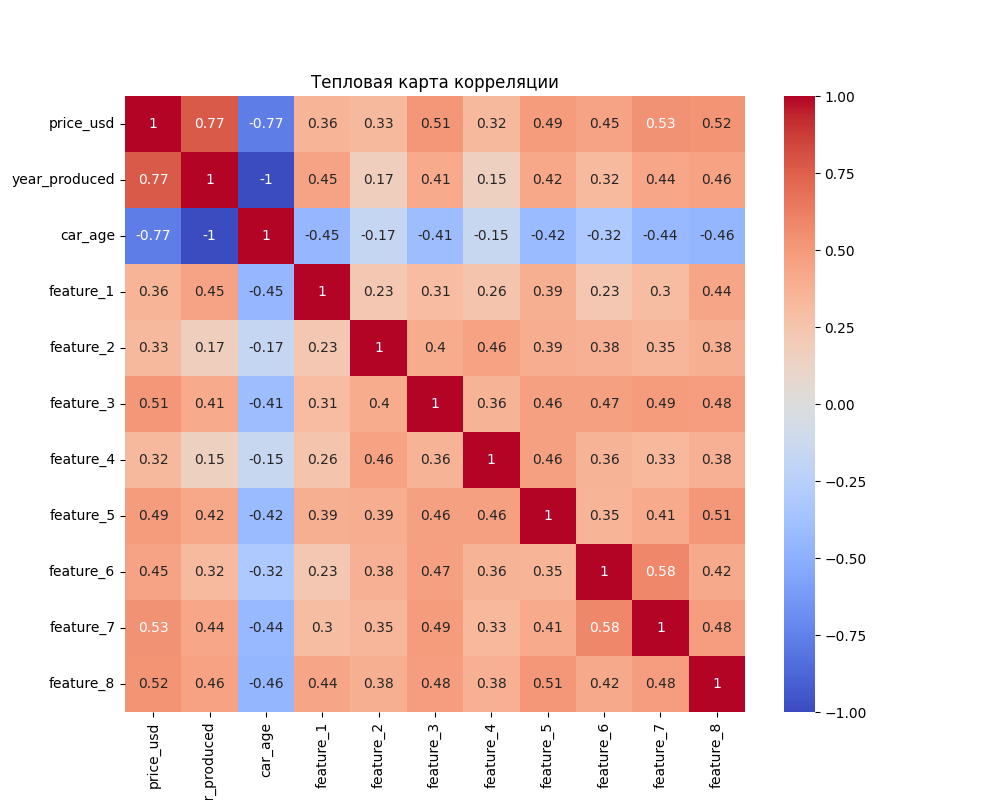 Тепловая карта корреляции
price_usd 1 0.77 -0.77 0.36 0.33 0.51 0.32 0.49 0.45 0.53 0.52
year_produced 0.77 1 -1 0.45 0.17 0.41 0.15 0.42 0.32 0.44 0.46
car_age -0.77 -1 1 -0.45 -0.17 -0.41 -0.15 -0.42 -0.32 -0.44 -0.46
feature_1 0.36 0.45 -0.45 1 0.23 0.31 0.26 0.39 0.23 0.3 0.44
feature_2 0.33 0.17 -0.17 0.23 1 0.4 0.46 0.39 0.38 0.35 0.38
feature_3 0.51 0.41 -0.41 0.31 0.4 1 0.36 0.46 0.47 0.49 0.48
feature_4 0.32 0.15 -0.15 0.26 0.46 0.36 1 0.46 0.36 0.33 0.38
feature_5 0.49 0.42 -0.42 0.39 0.39 0.46 0.46 1 0.35 0.41 0.51
feature_6 0.45 0.32 -0.32 0.23 0.38 0.47 0.36 0.35 1 0.58 0.42
feature_7 0.53 0.44 -0.44 0.3 0.35 0.49 0.33 0.41 0.58 1 0.48
feature_8 0.52 0.46 -0.46 0.44 0.38 0.48 0.38 0.51 0.42 0.48 1
price_usd r_produced car_age feature_1 feature_2 feature_3 feature_4 feature_5 feature_6 feature_7 feature_8
1.00
0.75
0.50
0.25
0.00
−0.25
−0.50
−0.75
−1.00